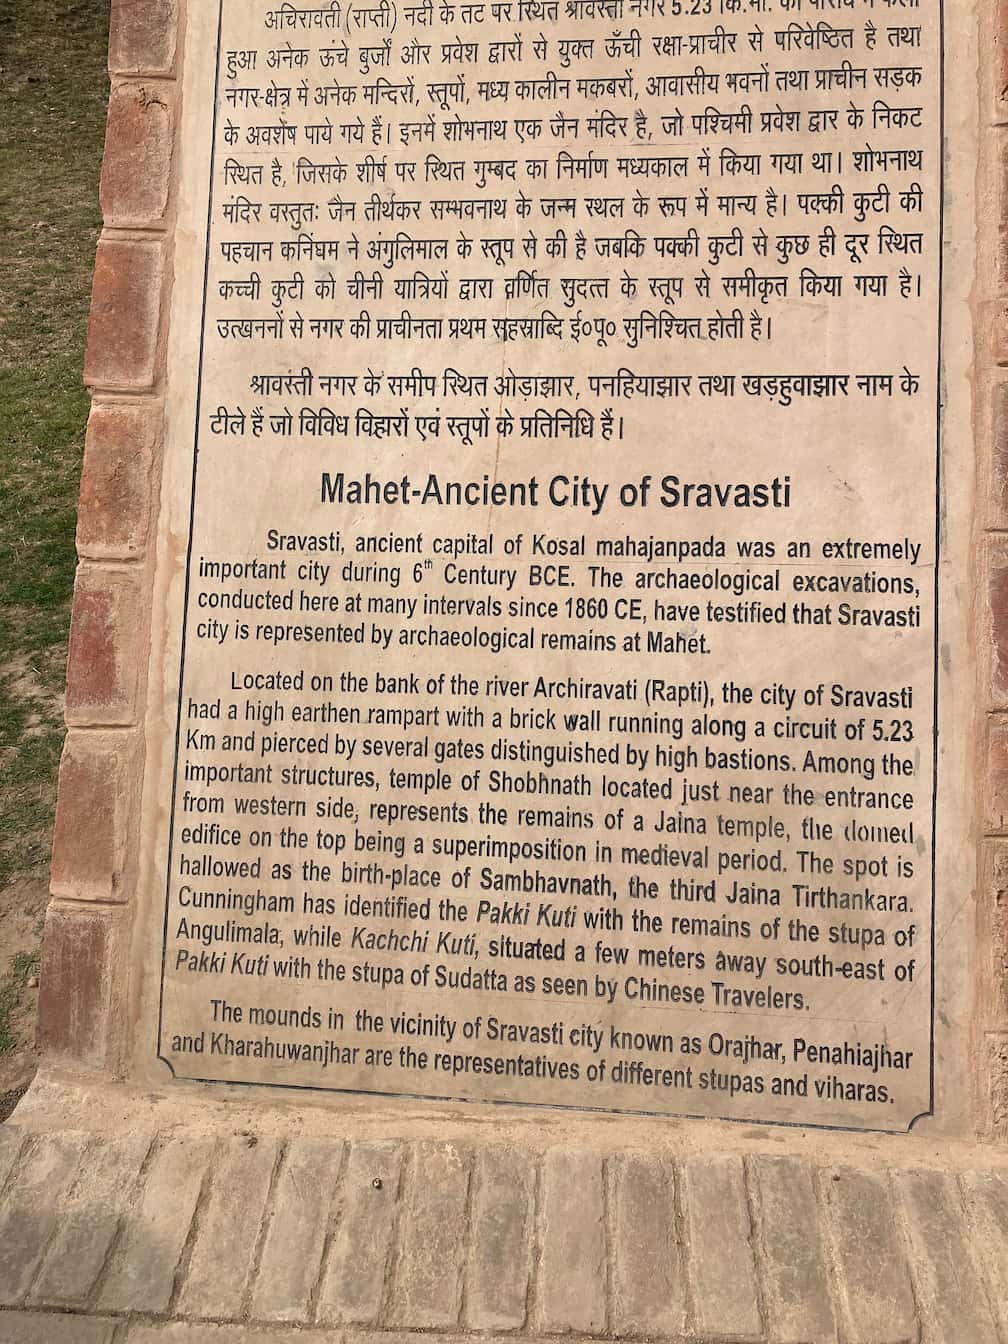 अचिरावती (राप्ती) नदी के तट पर स्थित श्रावस्ती नगर 5.23 कि.मी. की परिधि में फैला
हुआ अनेक ऊंचे बुर्जों और प्रवेश द्वारों से युक्त ऊँची रक्षा-प्राचीर से परिवेष्ठित है तथा
नगर-क्षेत्र में अनेक मन्दिरों, स्तूपों, मध्य कालीन मकबरों, आवासीय भवनों तथा प्राचीन सड़क
के अवशेष पाये गये हैं। इनमें शोभनाथ एक जैन मंदिर है, जो पश्चिमी प्रवेश द्वार के निकट
स्थित है, जिसके शीर्ष पर स्थित गुम्बद का निर्माण मध्यकाल में किया गया था। शोभनाथ
मंदिर वस्तुतः जैन तीर्थकर सम्भवनाथ के जन्म स्थल के रूप में मान्य है। पक्की कुटी की
पहचान कनिंघम ने अंगुलिमाल के स्तूप से की है जबकि पक्की कुटी से कुछ ही दूर स्थित
कच्ची कुटी को चीनी यात्रियों द्वारा वर्णित सुदत्त के स्तूप से समीकृत किया गया है।
उत्खननों से नगर की प्राचीनता प्रथम सहस्राब्दि ई०पू० सुनिश्चित होती है।
श्रावस्ती नगर के समीप स्थित ओड़ाझार, पनहियाझार तथा खड़हुवाझार नाम के
टीले हैं जो विविध विहारों एवं स्तूपों के प्रतिनिधि हैं।
Mahet-Ancient City of Sravasti
Sravasti, ancient capital of Kosal mahajanpada was an extremely
important city during 6th Century BCE. The archaeological excavations,
conducted here at many intervals since 1860 CE, have testified that Sravasti
city is represented by archaeological remains at Mahet.
Located on the bank of the river Archiravati (Rapti), the city of Sravasti
had a high earthen rampart with a brick wall running along a circuit of 5.23
Km and pierced by several gates distinguished by high bastions. Among the
important structures, temple of Shobhnath located just near the entrance
from western side, represents the remains of a Jaina temple, the domed
edifice on the top being a superimposition in medieval period. The spot is
hallowed as the birth-place of Sambhavnath, the third Jaina Tirthankara.
Cunningham has identified the Pakki Kuti with the remains of the stupa of
Angulimala, while Kachchi Kuti, situated a few meters away south-east of
Pakki Kuti with the stupa of Sudatta as seen by Chinese Travelers.
The mounds in the vicinity of Sravasti city known as Orajhar, Penahiajhar
and Kharahuwanjhar are the representatives of different stupas and viharas.